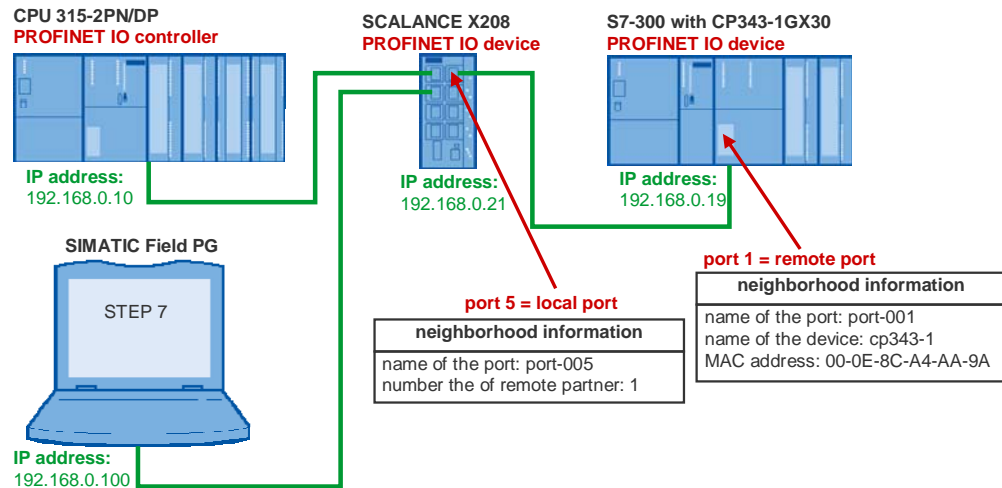 CPU 315-2PN/DP
PROFINET IO controller
SCALANCE X208
PROFINET IO device
S7-300 with CP343-1GX30
PROFINET IO device
IP address:
192.168.0.10
IP address:
192.168.0.21
IP address:
192.168.0.19
SIMATIC Field PG
STEP 7
IP address:
192.168.0.100
port 5 = local port
neighborhood information
name of the port: port-005
number the of remote partner: 1
port 1 = remote port
neighborhood information
name of the port: port-001
name of the device: cp343-1
MAC address: 00-0E-8C-A4-AA-9A